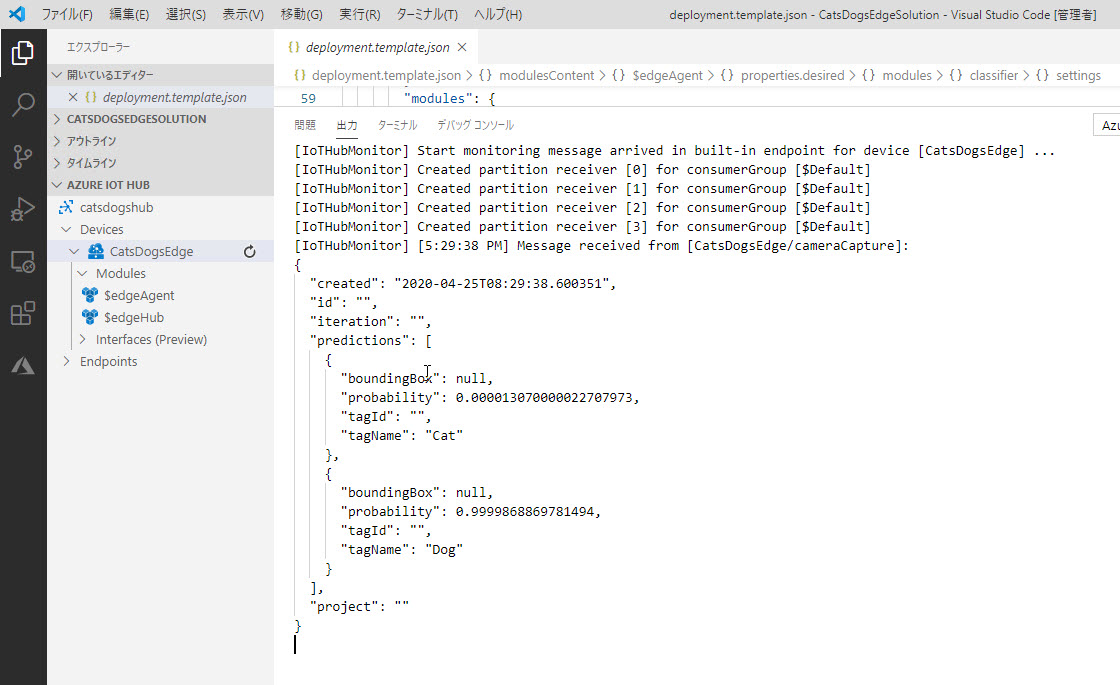 ファイル(F) 編集(E) 選択(S) 表示(V) 移動(G) 実行(R) ターミナル(T) ヘルプ(H) deployment.template.json - CatsDogsEdgeSolution - Visual Studio Code [管理者]
エクスプローラー
開いているエディター
deployment.template.json
CATSDOGSEDGESOLUTION
アウトライン
タイムライン
AZURE IOT HUB
catsdogshub
Devices
CatsDogsEdge
Modules
$edgeAgent
$edgeHub
Interfaces (Preview)
Endpoints
{} deployment.template.json ×
{} deployment.template.json > {} modulesContent > {} $edgeAgent > {} properties.desired > {} modules > {} classifier > {} settings
59 "modules": {
問題 出力 ターミナル デバッグ コンソール Azu
[IoTHubMonitor] Start monitoring message arrived in built-in endpoint for device [CatsDogsEdge] ...
[IoTHubMonitor] Created partition receiver [0] for consumerGroup [$Default]
[IoTHubMonitor] Created partition receiver [1] for consumerGroup [$Default]
[IoTHubMonitor] Created partition receiver [2] for consumerGroup [$Default]
[IoTHubMonitor] Created partition receiver [3] for consumerGroup [$Default]
[IoTHubMonitor] [5:29:38 PM] Message received from [CatsDogsEdge/cameraCapture]:
{
"created": "2020-04-25T08:29:38.600351",
"id": "",
"iteration": "",
"predictions": [
{
"boundingBox": null,
"probability": 0.000013070000022707973,
"tagId": "",
"tagName": "Cat"
},
{
"boundingBox": null,
"probability": 0.9999868869781494,
"tagId": "",
"tagName": "Dog"
}
],
"project": ""
}